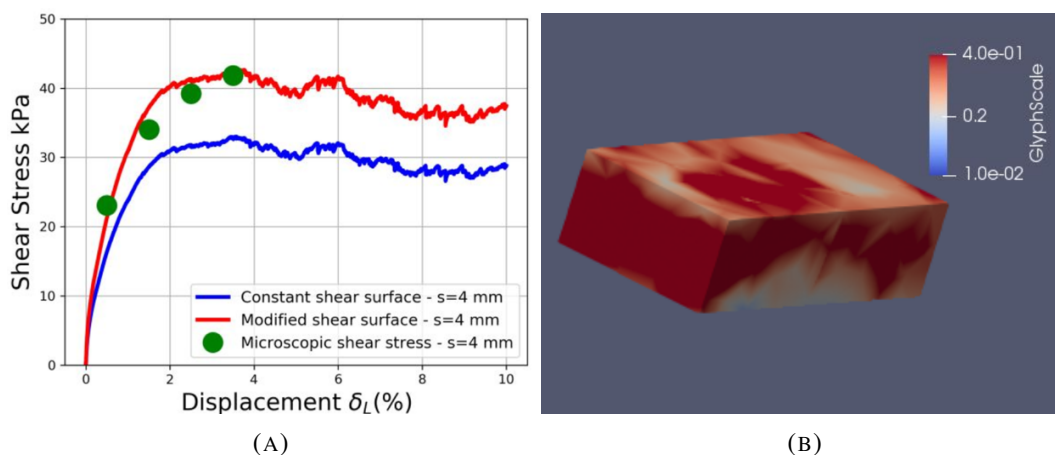 50
40
30
20
10
0
Shear Stress kPa
Constant shear surface - s=4 mm
Modified shear surface - s=4 mm
Microscopic shear stress - s=4 mm
0 2 4 6 8 10
Displacement δL(%)
(A)
4.0e-01
0.2
1.0e-02
GlyphScale
(B)